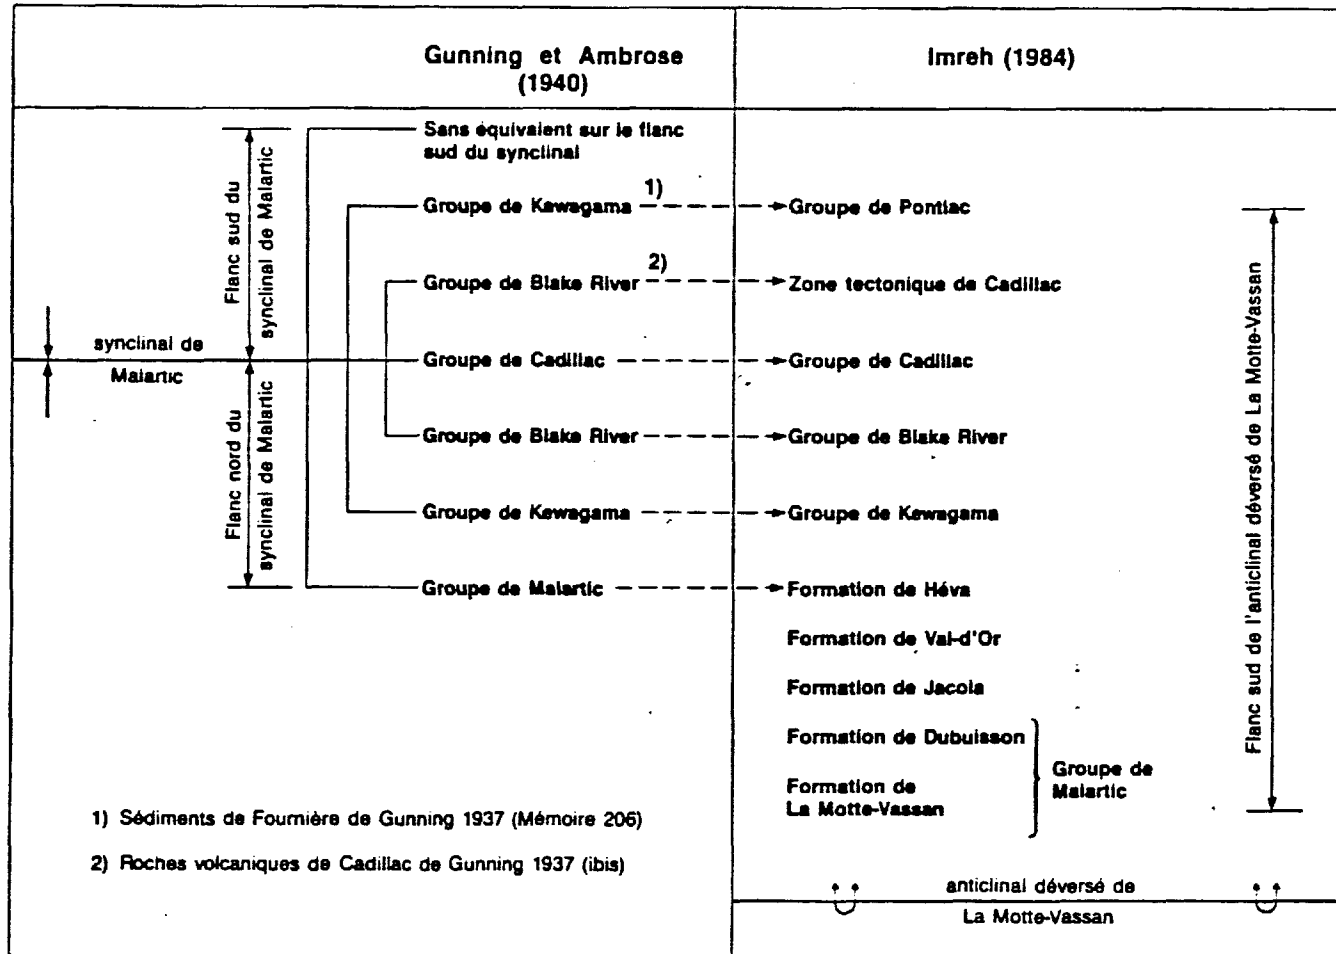 Gunning et Ambrose
(1940)
Imreh (1984)
Sans équivalent sur le flanc
sud du synclinal
Groupe de Kewagama
1)
Groupe de Pontiac
Groupe de Blake River
2)
Zone tectonique de Cadillac
Groupe de Cadillac
Groupe de Cadillac
Groupe de Blake River
Groupe de Blake River
Groupe de Kewagama
Groupe de Kewagama
Groupe de Malartic
Formation de Héva
Formation de Val-d'Or
Formation de Jacola
Formation de Dubuisson
Formation de
La Motte-Vassan
Groupe de
Malartic
Flanc sud du
synclinal de Malartic
synclinal de
Malartic
Flanc nord du
synclinal de Malartic
Flanc sud de l'anticlinal déversé de La Motte-Vassan
1) Sédiments de Fournière de Gunning 1937 (Mémoire 206)
2) Roches volcaniques de Cadillac de Gunning 1937 (ibis)
anticlinal déversé de
La Motte-Vassan